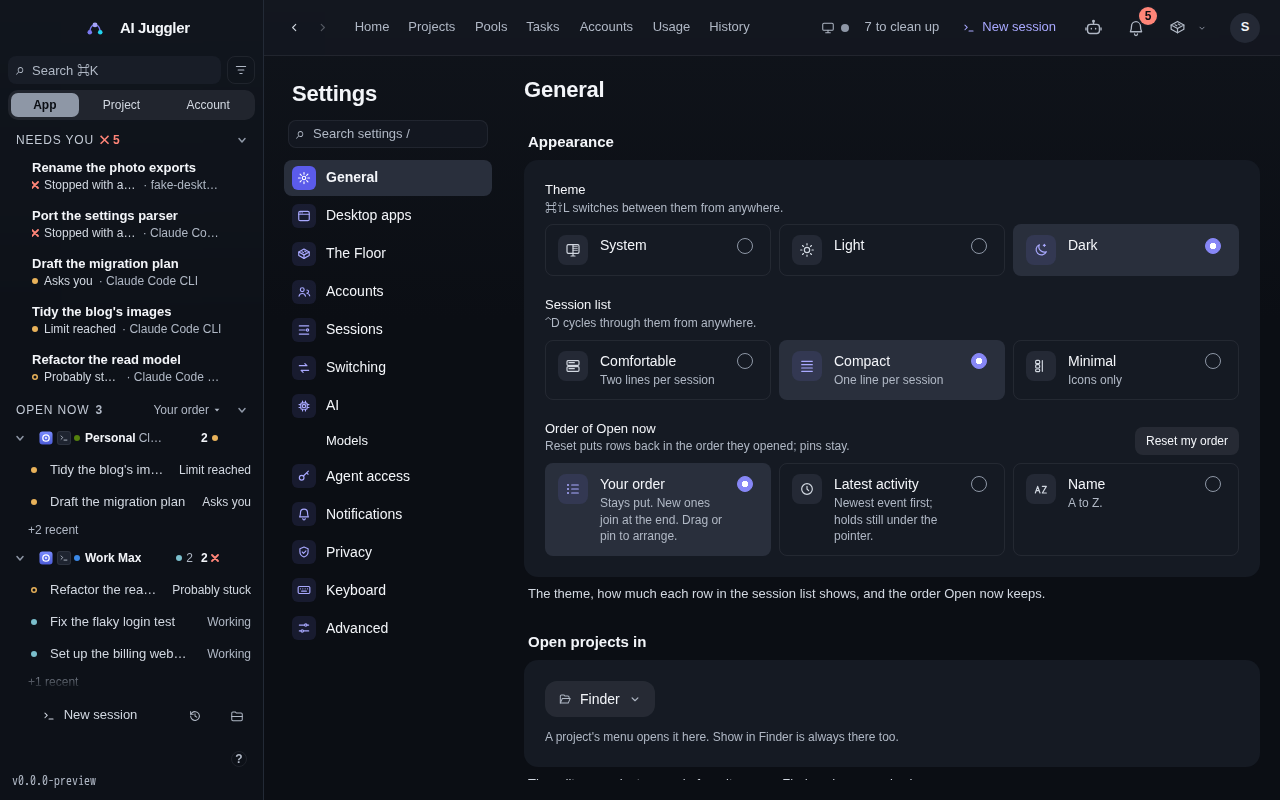 AI Juggler
Search ⌘K
App Project Account
NEEDS YOU 5
Rename the photo exports
Stopped with a… · fake-deskt…
Port the settings parser
Stopped with a… · Claude Co…
Draft the migration plan
Asks you · Claude Code CLI
Tidy the blog's images
Limit reached · Claude Code CLI
Refactor the read model
Probably st… · Claude Code …
OPEN NOW 3 Your order
Personal Cl… 2
Tidy the blog's im… Limit reached
Draft the migration plan Asks you
+2 recent
Work Max 2 2
Refactor the rea… Probably stuck
Fix the flaky login test Working
Set up the billing web… Working
+1 recent
New session
?
v0.0.0-preview
Home Projects Pools Tasks Accounts Usage History
7 to clean up
New session
5
S
Settings
Search settings /
General
Desktop apps
The Floor
Accounts
Sessions
Switching
AI
Models
Agent access
Notifications
Privacy
Keyboard
Advanced
General
Appearance
Theme
⌘⇧L switches between them from anywhere.
System
Light
Dark
Session list
^D cycles through them from anywhere.
Comfortable
Two lines per session
Compact
One line per session
Minimal
Icons only
Order of Open now
Reset puts rows back in the order they opened; pins stay.
Reset my order
Your order
Stays put. New ones
join at the end. Drag or
pin to arrange.
Latest activity
Newest event first;
holds still under the
pointer.
Name
A to Z.
The theme, how much each row in the session list shows, and the order Open now keeps.
Open projects in
Finder
A project's menu opens it here. Show in Finder is always there too.